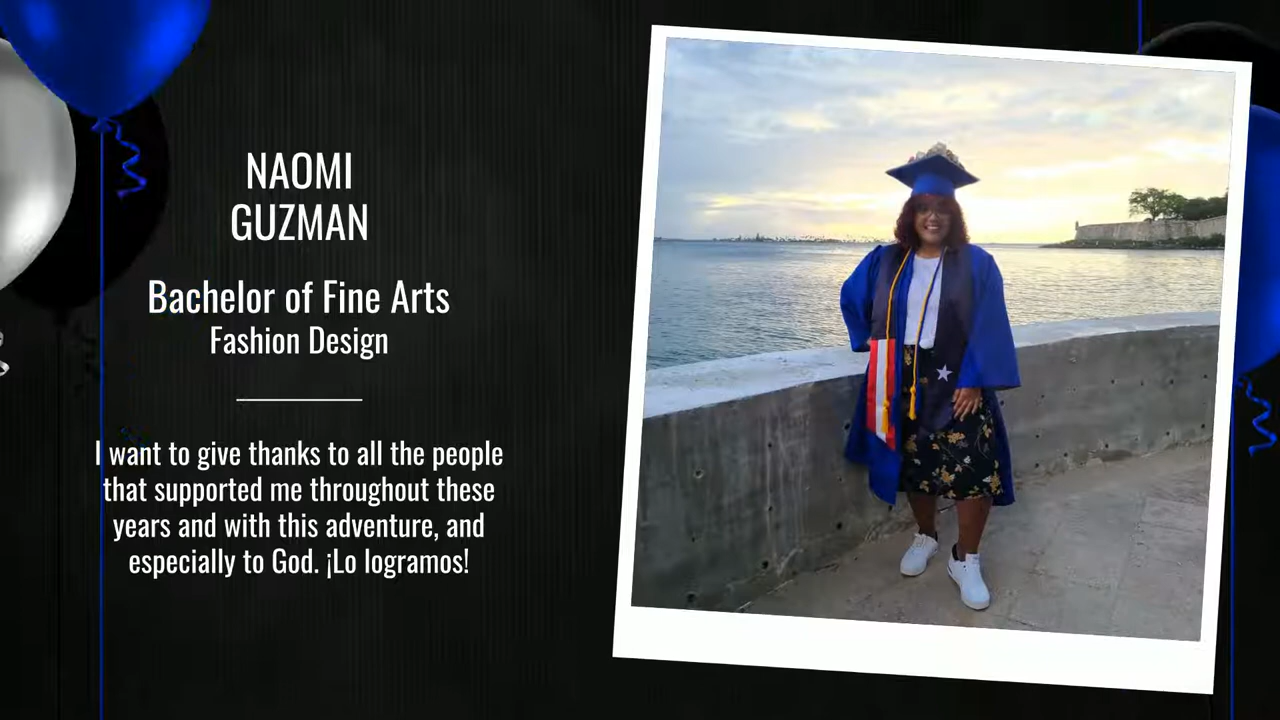 NAOMI
GUZMAN
Bachelor of Fine Arts
Fashion Design
I want to give thanks to all the people
that supported me throughout these
years and with this adventure, and
especially to God. ¡Lo logramos!